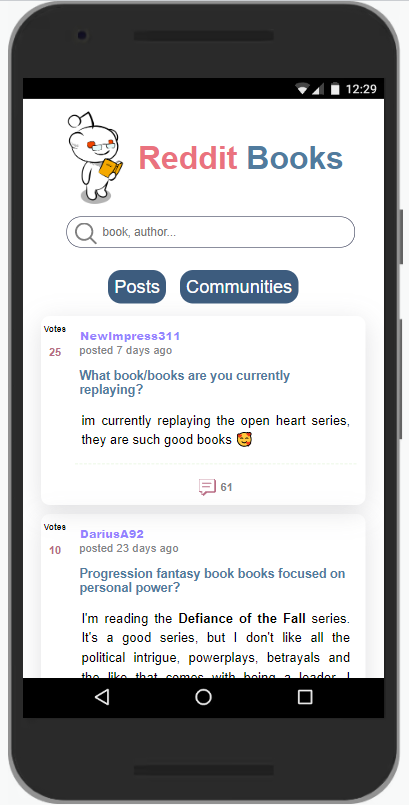 12:29
Reddit Books
book, author...
Posts Communities
Votes
25
NewImpress311
posted 7 days ago
What book/books are you currently
replaying?
im currently replaying the open heart series,
they are such good books 🥰
61
Votes
10
DariusA92
posted 23 days ago
Progression fantasy book books focused on
personal power?
I'm reading the Defiance of the Fall series.
It's a good series, but I don't like all the
political intrigue, powerplays, betrayals and
the like that comes with being a leader. I